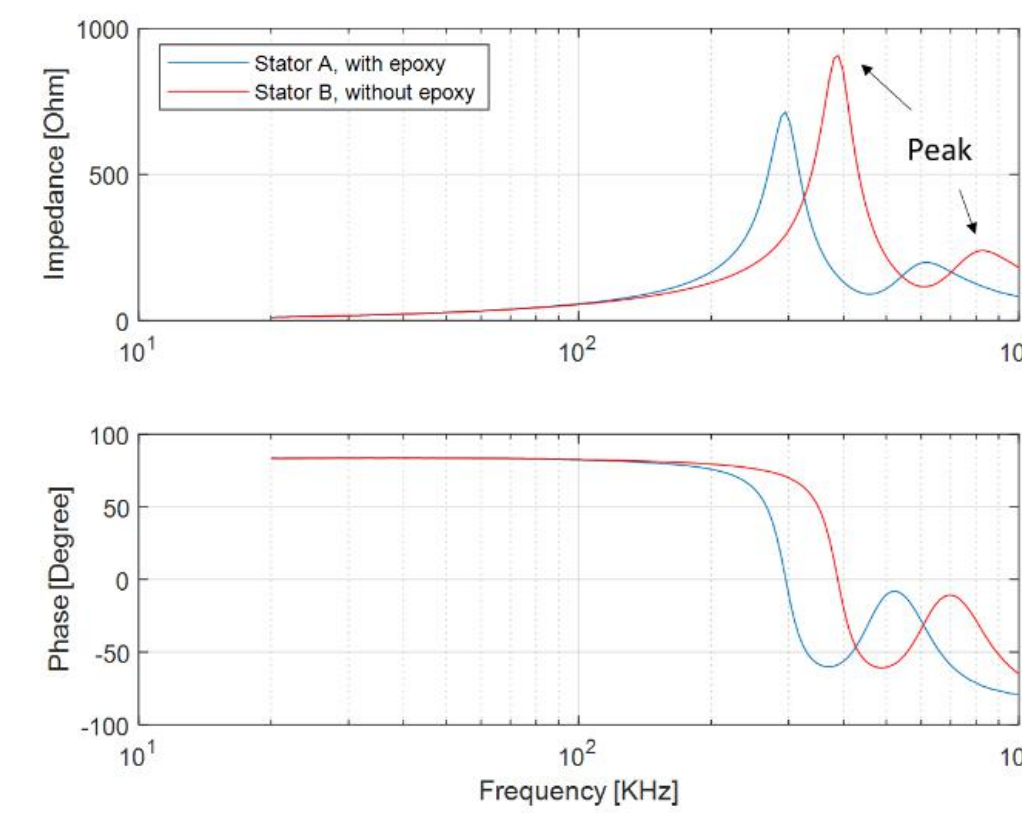 1000
500
0
Impedance [Ohm]
Stator A, with epoxy
Stator B, without epoxy
Peak
10^1
10^2
10
100
50
0
-50
-100
Phase [Degree]
10^1
10^2
10
Frequency [KHz]